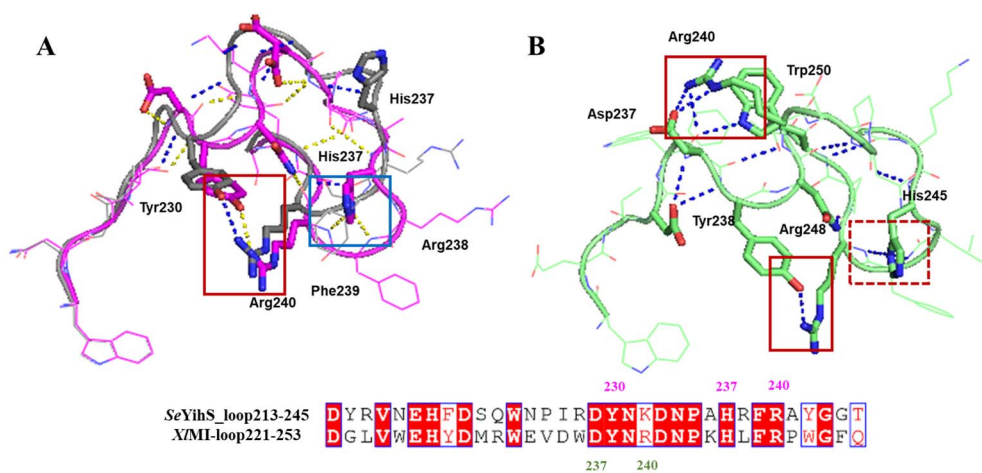 A
His237
His237
Tyr230
Arg238
Phe239
Arg240
B
Arg240
Trp250
Asp237
His245
Tyr238
Arg248
230 237 240
SeYihS_loop213-245 DYRVNEHFDSQWNPIRDYNKDNPAHRFRAYGGT
XlMI-loop221-253 DGLVWEHYDMRWEVDWDYNRDNPKHLFRPWGFQ
237 240